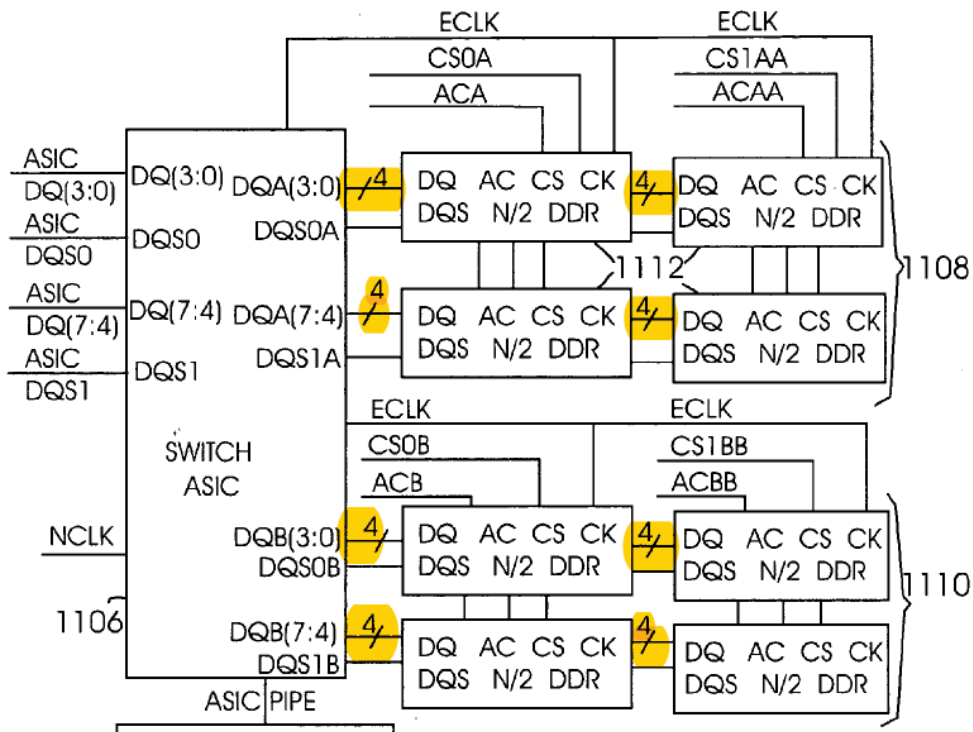 ECLK ECLK
CS0A CS1AA
ACA ACAA
ASIC
DQ(3:0) DQ(3:0) DQA(3:0) 4 DQ AC CS CK 4 DQ AC CS CK
DQS0A DQS N/2 DDR DQS N/2 DDR
ASIC
DQS0 DQS0
1112 1108
ASIC
DQ(7:4) DQ(7:4) DQA(7:4) 4 DQ AC CS CK 4 DQ AC CS CK
DQS1A DQS N/2 DDR DQS N/2 DDR
ASIC
DQS1 DQS1
ECLK ECLK
SWITCH
ASIC
CS0B CS1BB
ACB ACBB
NCLK DQB(3:0) 4 DQ AC CS CK 4 DQ AC CS CK
DQS0B DQS N/2 DDR DQS N/2 DDR
1110
1106
DQB(7:4) 4 DQ AC CS CK 4 DQ AC CS CK
DQS1B DQS N/2 DDR DQS N/2 DDR
ASIC PIPE